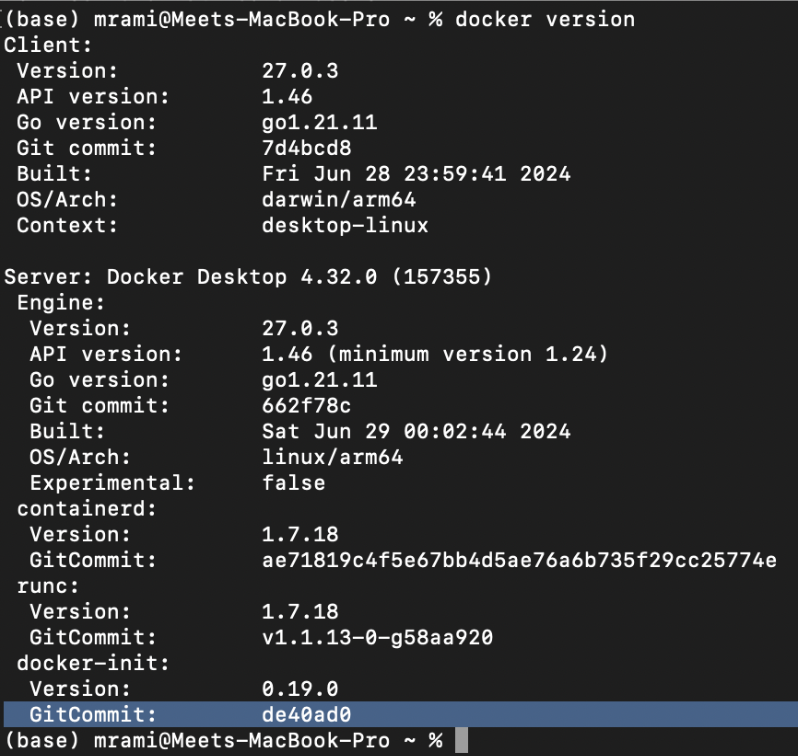 (base) mrami@Meets-MacBook-Pro ~ % docker version
Client:
 Version:           27.0.3
 API version:       1.46
 Go version:        go1.21.11
 Git commit:        7d4bcd8
 Built:             Fri Jun 28 23:59:41 2024
 OS/Arch:           darwin/arm64
 Context:           desktop-linux

Server: Docker Desktop 4.32.0 (157355)
 Engine:
  Version:          27.0.3
  API version:      1.46 (minimum version 1.24)
  Go version:       go1.21.11
  Git commit:       662f78c
  Built:            Sat Jun 29 00:02:44 2024
  OS/Arch:          linux/arm64
  Experimental:     false
 containerd:
  Version:          1.7.18
  GitCommit:        ae71819c4f5e67bb4d5ae76a6b735f29cc25774e
 runc:
  Version:          1.7.18
  GitCommit:        v1.1.13-0-g58aa920
 docker-init:
  Version:          0.19.0
  GitCommit:        de40ad0
(base) mrami@Meets-MacBook-Pro ~ %